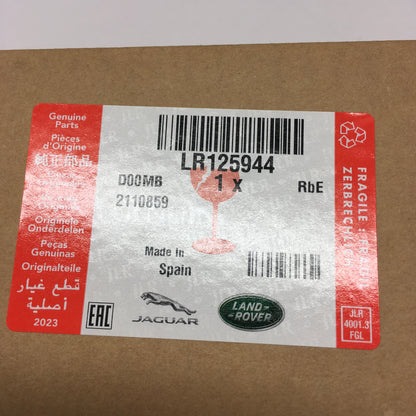 Genuine
Parts
Pièces
d'Origine
純正部品
Originele
Onderdelen
Peças
Genuinas
Originalteile
قطع غيار
أصلية
2023
LR125944
D00MB
1 X
RbE
2110859
Made in
Spain
EAC
JAGUAR
LAND-
-ROVER
FRAGILE :
ZERBRECH
JLR
4001.3
FGL